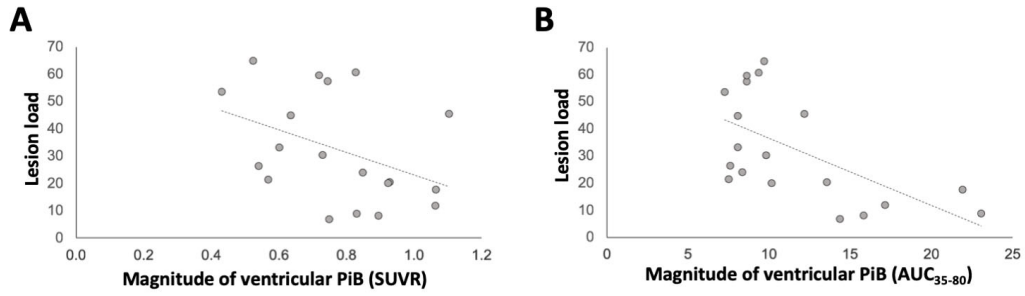 A
Lesion load
70
60
50
40
30
20
10
0
0.0 0.2 0.4 0.6 0.8 1.0 1.2
Magnitude of ventricular PiB (SUVR)
B
Lesion load
70
60
50
40
30
20
10
0
0 5 10 15 20 25
Magnitude of ventricular PiB (AUC₃₅₋₈₀)